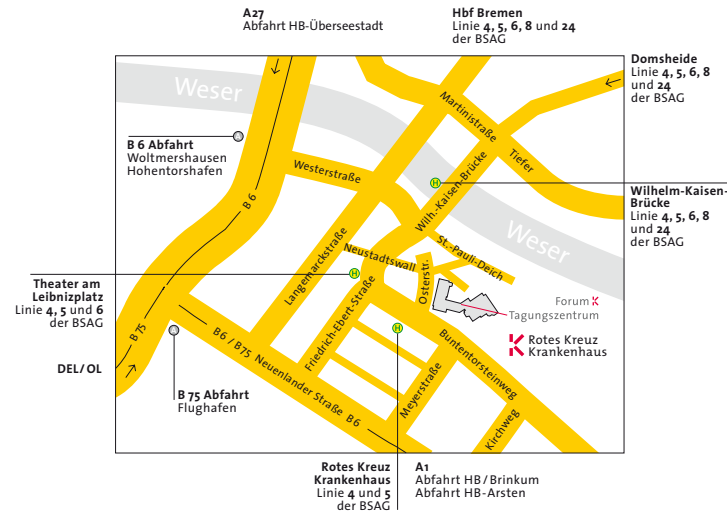 A27
Abfahrt HB-Überseestadt
Hbf Bremen
Linie 4, 5, 6, 8 und 24
der BSAG
Domsheide
Linie 4, 5, 6, 8
und 24
der BSAG
Weser
Martinistraße
Tiefer
B 6 Abfahrt
Woltmershausen
Hohentorshafen
Westerstraße
H
Wilh.-Kaisen-Brücke
Wilhelm-Kaisen-
Brücke
Linie 4, 5, 6, 8
und 24
der BSAG
B 6
Weser
St.-Pauli-Deich
Neustadtswall
Langemarckstraße
Osterstr.
Theater am
Leibnizplatz
Linie 4, 5 und 6
der BSAG
H
Friedrich-Ebert-Straße
Forum K
Tagungszentrum
Rotes Kreuz
Krankenhaus
H
B 75
B6 / B75 Neuenlander Straße B 6
Buntentorsteinweg
Meyerstraße
Kirchweg
DEL/OL
B 75 Abfahrt
Flughafen
Rotes Kreuz
Krankenhaus
Linie 4 und 5
der BSAG
A1
Abfahrt HB/Brinkum
Abfahrt HB-Arsten